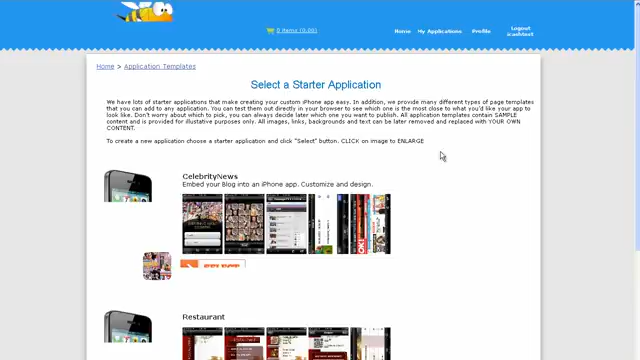 0 items (0.00)
Home
My Applications
Profile
Logout
Home > Application Templates
Select a Starter Application
We have lots of starter applications that make creating your custom iPhone app easy. In addition, we provide many different types of page templates
that you can add to any application. You can test them out directly in your browser to see which one is the most close to what you'd like your app to
look like. Don't worry about which to pick, you can always decide later which one you want to publish. All application templates contain SAMPLE
content and is provided for illustative purposes only. All images, links, backgrounds and text can be later removed and replaced with YOUR OWN
CONTENT.
To create a new application choose a starter application and click "Select" button. CLICK on image to ENLARGE
CelebrityNews
Embed your Blog into an iPhone app. Customize and design.
SELECT
Restaurant